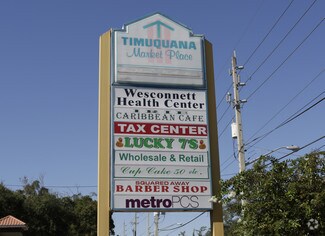 TIMUQUANA
Market Place
Wesconnett
Health Center
CARIBBEAN CAFE
TAX CENTER
LUCKY 7'S
Wholesale & Retail
Cup Cake 50 dz.
SQUARED AWAY
BARBER SHOP
metroPCS